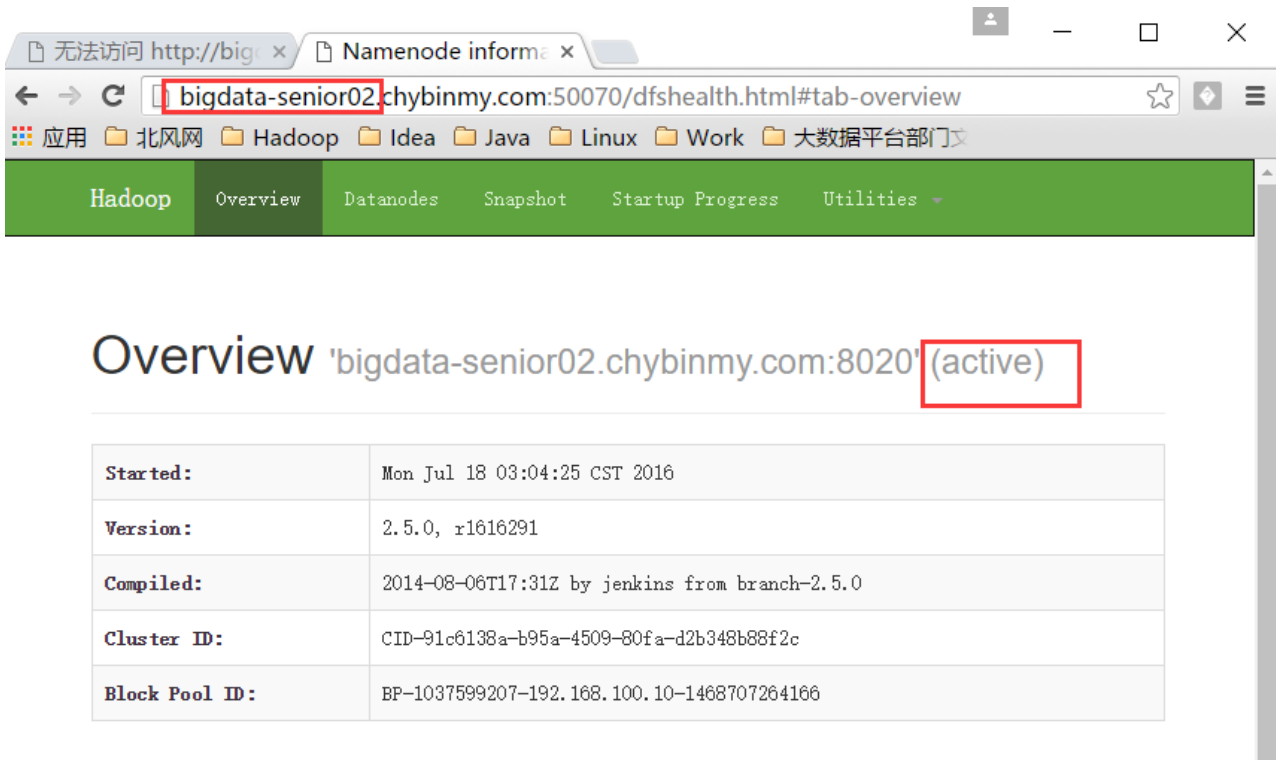 无法访问 http://big
Namenode informa
bigdata-senior02.chybinmy.com:50070/dfshealth.html#tab-overview
应用 北风网 Hadoop Idea Java Linux Work 大数据平台部门文
Hadoop Overview Datanodes Snapshot Startup Progress Utilities
Overview 'bigdata-senior02.chybinmy.com:8020' (active)
Started: Mon Jul 18 03:04:25 CST 2016
Version: 2.5.0, r1616291
Compiled: 2014-08-06T17:31Z by jenkins from branch-2.5.0
Cluster ID: CID-91c6138a-b95a-4509-80fa-d2b348b88f2c
Block Pool ID: BP-1037599207-192.168.100.10-1468707264166